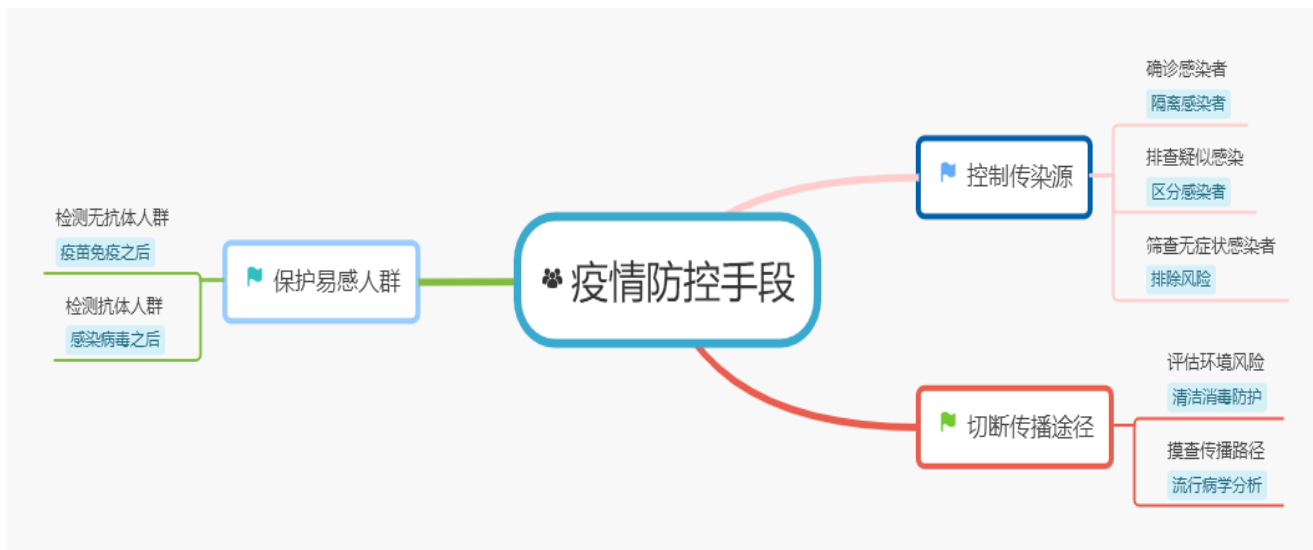 疫情防控手段
控制传染源
确诊感染者
隔离感染者
排查疑似感染
区分感染者
筛查无症状感染者
排除风险
切断传播途径
评估环境风险
清洁消毒防护
摸查传播路径
流行病学分析
保护易感人群
检测无抗体人群
疫苗免疫之后
检测抗体人群
感染病毒之后